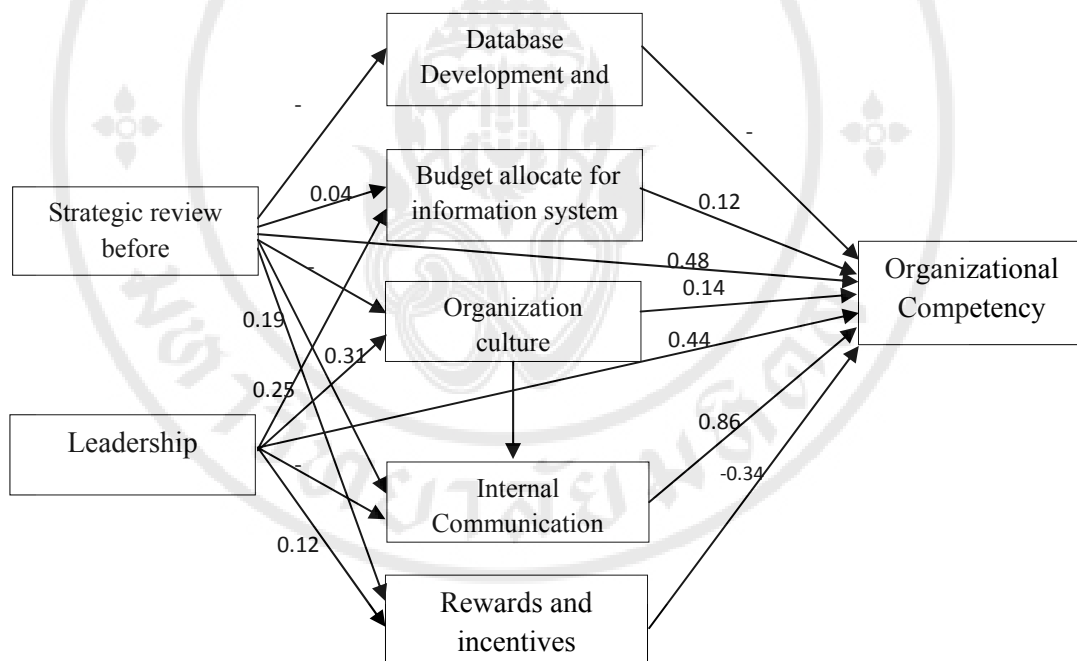 Database
Development and
-
-
Budget allocate for
information system
0.04
0.12
Strategic review
before
0.48
Organizational
Competency
-
0.14
Organization
culture
0.19
0.31
0.44
0.25
Leadership
0.86
-
Internal
Communication
-0.34
0.12
Rewards and
incentives